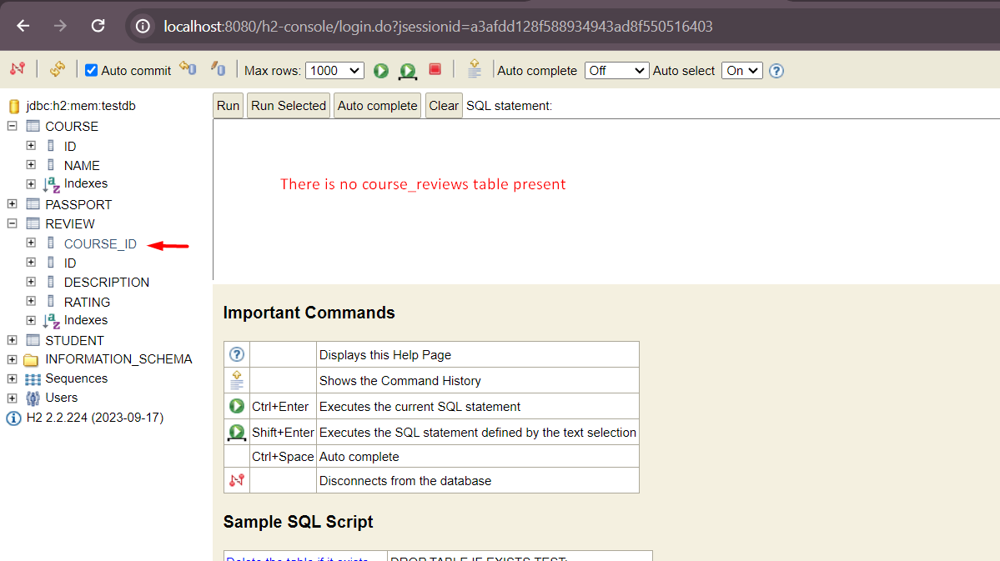 localhost:8080/h2-console/login.do?jsessionid=a3afdd128f588934943ad8f550516403
Auto commit Max rows: 1000 Auto complete Off Auto select On
jdbc:h2:mem:testdb
COURSE
ID
NAME
Indexes
PASSPORT
REVIEW
COURSE_ID
ID
DESCRIPTION
RATING
Indexes
STUDENT
INFORMATION_SCHEMA
Sequences
Users
H2 2.2.224 (2023-09-17)
Run Run Selected Auto complete Clear SQL statement:
There is no course_reviews table present
Important Commands
Displays this Help Page
Shows the Command History
Ctrl+Enter Executes the current SQL statement
Shift+Enter Executes the SQL statement defined by the text selection
Ctrl+Space Auto complete
Disconnects from the database
Sample SQL Script
Delete the table if it exists DROP TABLE IF EXISTS TEST;